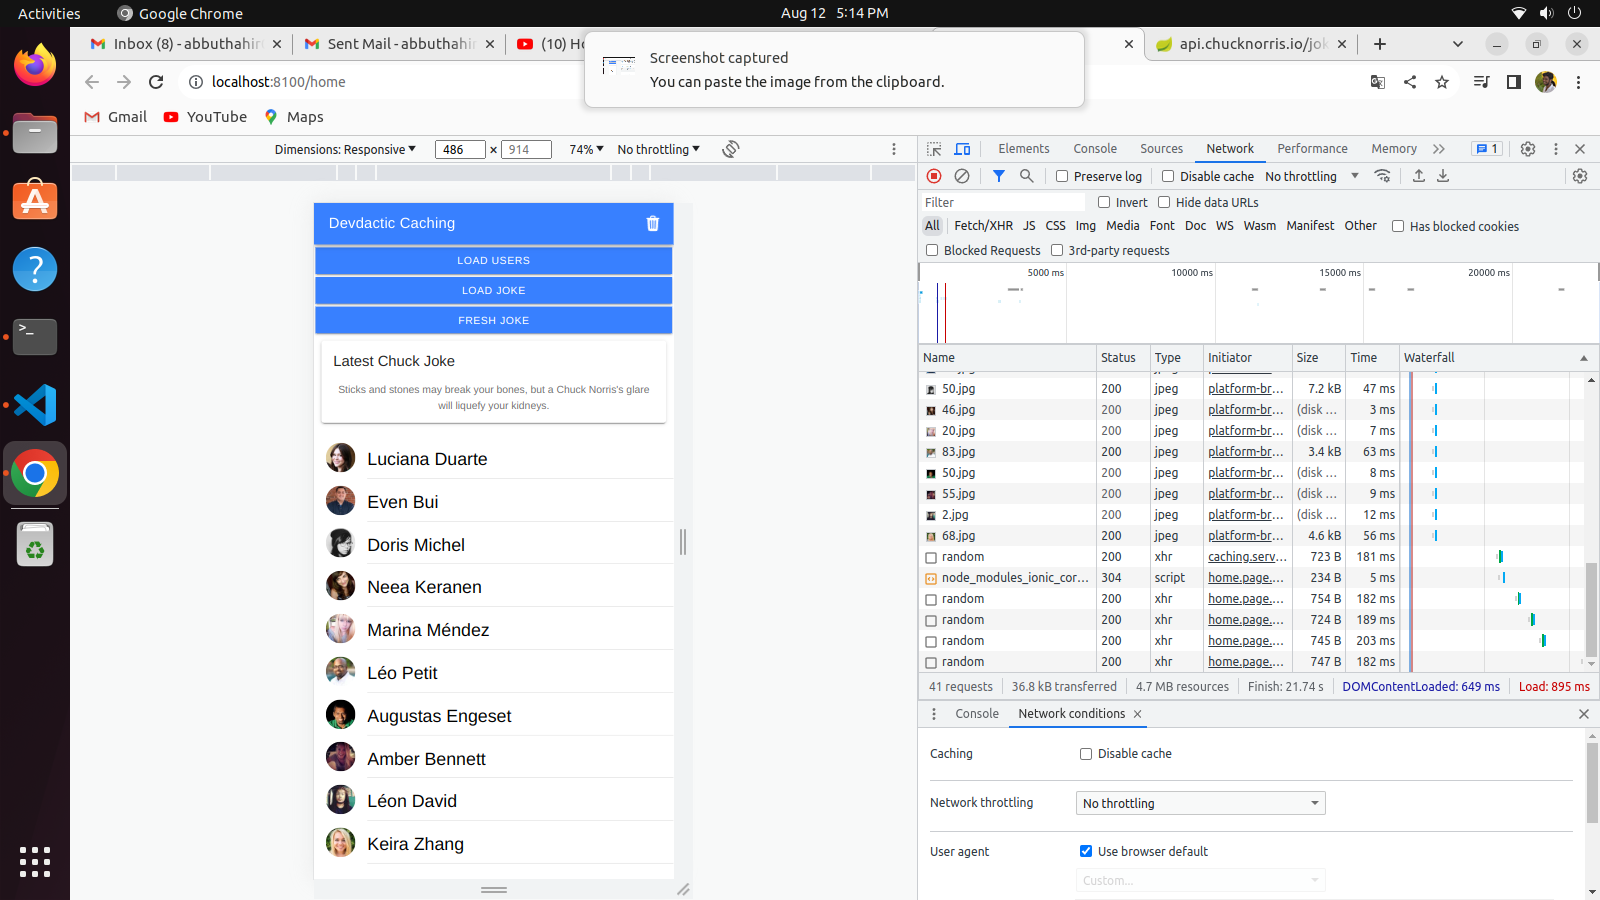 Activities
Google Chrome
Aug 12 5:14 PM
Inbox (8) - abbuthahir
Sent Mail - abbuthahir
(10) Ho
api.chucknorris.io/jok
Screenshot captured
You can paste the image from the clipboard.
localhost:8100/home
Gmail
YouTube
Maps
Dimensions: Responsive
486 × 914
74%
No throttling
Devdactic Caching
LOAD USERS
LOAD JOKE
FRESH JOKE
Latest Chuck Joke
Sticks and stones may break your bones, but a Chuck Norris's glare
will liquefy your kidneys.
Luciana Duarte
Even Bui
Doris Michel
Neea Keranen
Marina Méndez
Léo Petit
Augustas Engeset
Amber Bennett
Léon David
Keira Zhang
Elements Console Sources Network Performance Memory 1
Preserve log Disable cache No throttling
Filter Invert Hide data URLs
All Fetch/XHR JS CSS Img Media Font Doc WS Wasm Manifest Other Has blocked cookies
Blocked Requests 3rd-party requests
5000 ms 10000 ms 15000 ms 20000 ms
Name Status Type Initiator Size Time Waterfall
50.jpg 200 jpeg platform-br... 7.2 kB 47 ms
46.jpg 200 jpeg platform-br... (disk ... 3 ms
20.jpg 200 jpeg platform-br... (disk ... 7 ms
83.jpg 200 jpeg platform-br... 3.4 kB 63 ms
50.jpg 200 jpeg platform-br... (disk ... 8 ms
55.jpg 200 jpeg platform-br... (disk ... 9 ms
2.jpg 200 jpeg platform-br... (disk ... 12 ms
68.jpg 200 jpeg platform-br... 4.6 kB 56 ms
random 200 xhr caching.serv... 723 B 181 ms
node_modules_ionic_cor... 304 script home.page.... 234 B 5 ms
random 200 xhr home.page.... 754 B 182 ms
random 200 xhr home.page.... 724 B 189 ms
random 200 xhr home.page.... 745 B 203 ms
random 200 xhr home.page.... 747 B 182 ms
41 requests 36.8 kB transferred 4.7 MB resources Finish: 21.74 s DOMContentLoaded: 649 ms Load: 895 ms
Console Network conditions
Caching Disable cache
Network throttling No throttling
User agent Use browser default
Custom...